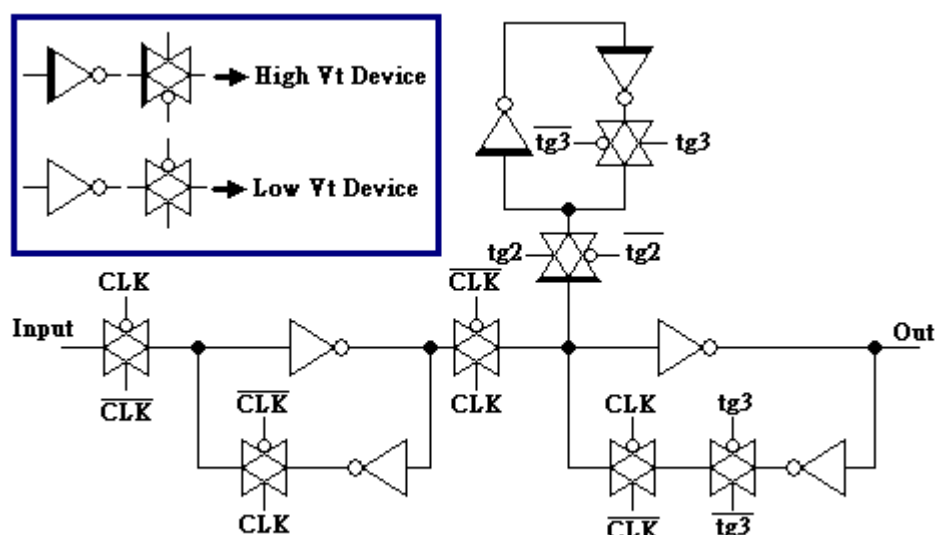 High Vt Device
Low Vt Device
tg3 tg3
tg2 tg2
CLK CLK
Input Out
CLK CLK CLK CLK tg3
CLK CLK tg3